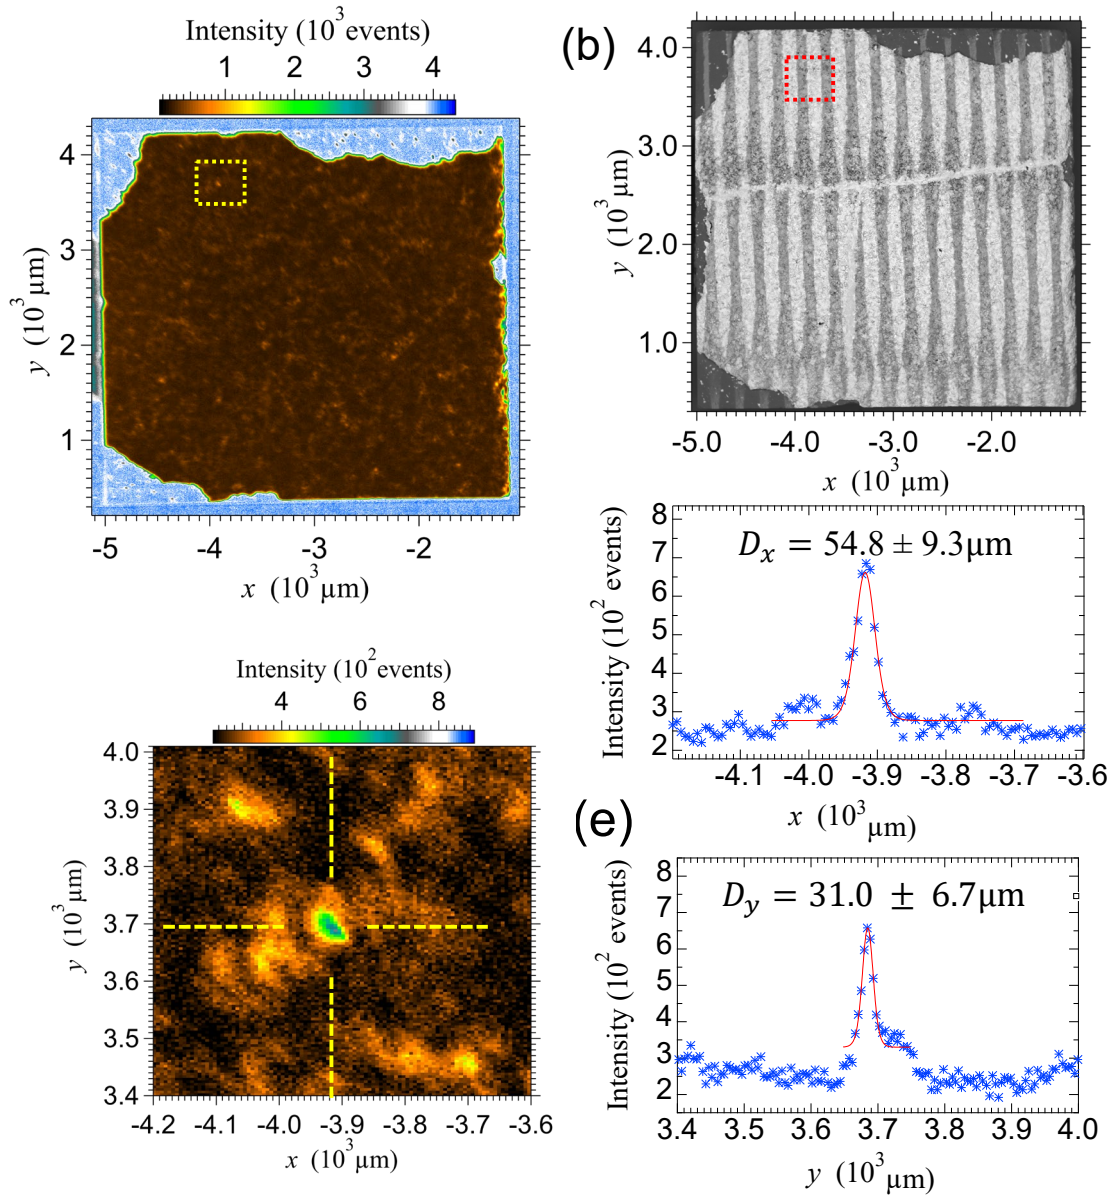 Intensity (10³ events)
1 2 3 4
4
3
2
1
y (10³ μm)
-5 -4 -3 -2
x (10³ μm)
(b)
4.0
3.0
2.0
1.0
y (10³ μm)
-5.0 -4.0 -3.0 -2.0
x (10³ μm)
Intensity (10² events)
4 6 8
4.0
3.9
3.8
3.7
3.6
3.5
3.4
y (10³ μm)
-4.2 -4.1 -4.0 -3.9 -3.8 -3.7 -3.6
x (10³ μm)
Dₓ = 54.8 ± 9.3μm
8
7
6
5
4
3
2
Intensity (10² events)
-4.1 -4.0 -3.9 -3.8 -3.7 -3.6
x (10³ μm)
(e)
D_y = 31.0 ± 6.7μm
8
7
6
5
4
3
2
Intensity (10² events)
3.4 3.5 3.6 3.7 3.8 3.9 4.0
y (10³ μm)